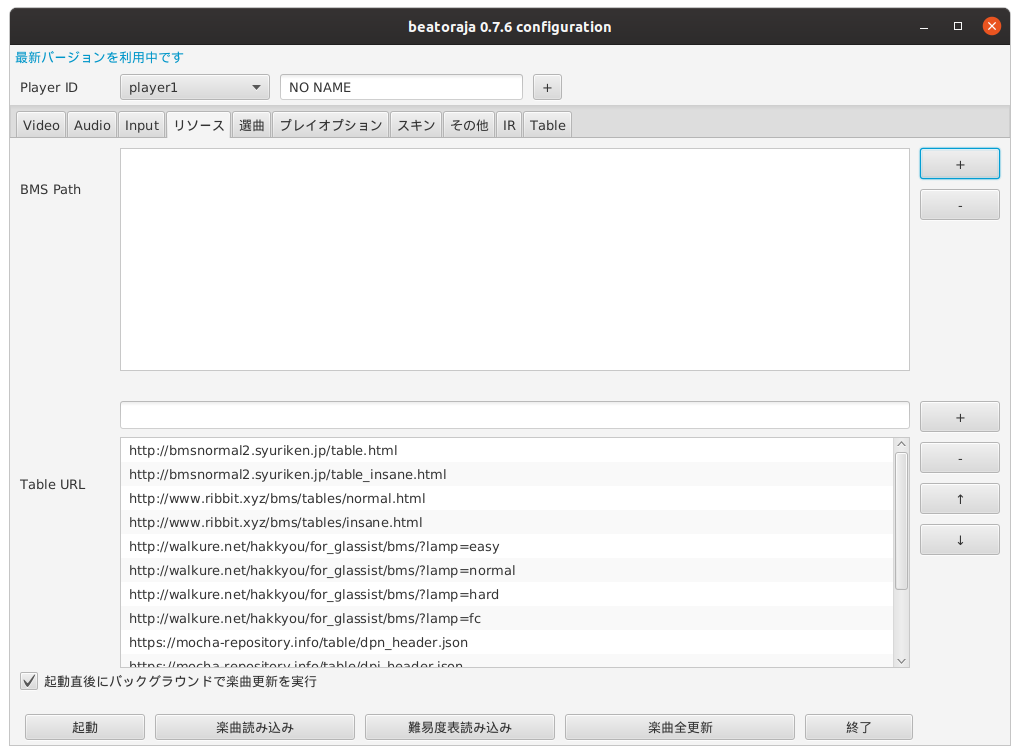 beatoraja 0.7.6 configuration
最新バージョンを利用中です
Player ID player1 NO NAME +
Video Audio Input リソース 選曲 プレイオプション スキン その他 IR Table
BMS Path
+
-
+
Table URL
http://bmsnormal2.syuriken.jp/table.html
http://bmsnormal2.syuriken.jp/table_insane.html
http://www.ribbit.xyz/bms/tables/normal.html
http://www.ribbit.xyz/bms/tables/insane.html
http://walkure.net/hakkyou/for_glassist/bms/?lamp=easy
http://walkure.net/hakkyou/for_glassist/bms/?lamp=normal
http://walkure.net/hakkyou/for_glassist/bms/?lamp=hard
http://walkure.net/hakkyou/for_glassist/bms/?lamp=fc
https://mocha-repository.info/table/dpn_header.json
https://mocha-repository.info/table/dpi_header.json
-
↑
↓
起動直後にバックグラウンドで楽曲更新を実行
起動 楽曲読み込み 難易度表読み込み 楽曲全更新 終了